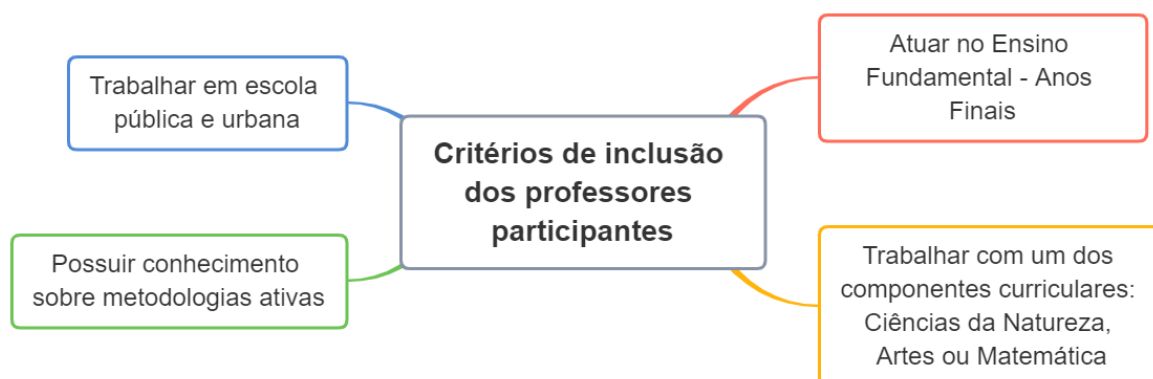 Trabalhar em escola
pública e urbana
Possuir conhecimento
sobre metodologias ativas
Critérios de inclusão
dos professores
participantes
Atuar no Ensino
Fundamental - Anos
Finais
Trabalhar com um dos
componentes curriculares:
Ciências da Natureza,
Artes ou Matemática